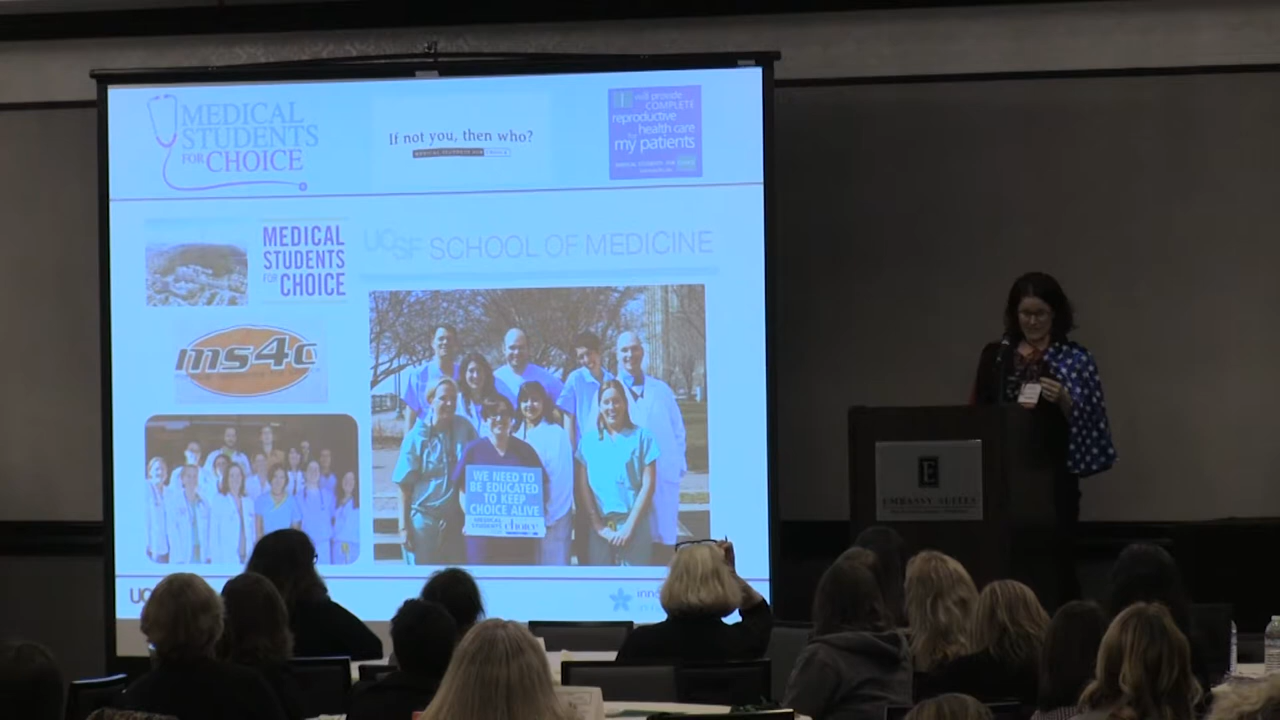 MEDICAL
STUDENTS
FOR CHOICE
If not you, then who?
I will provide
COMPLETE
reproductive
health care
my patients
MEDICAL
STUDENTS
FOR CHOICE
UCSF SCHOOL OF MEDICINE
ms4c
WE NEED TO
BE EDUCATED
TO KEEP
CHOICE ALIVE
MEDICAL
STUDENTS
choice
E
EMBASSY SUITES